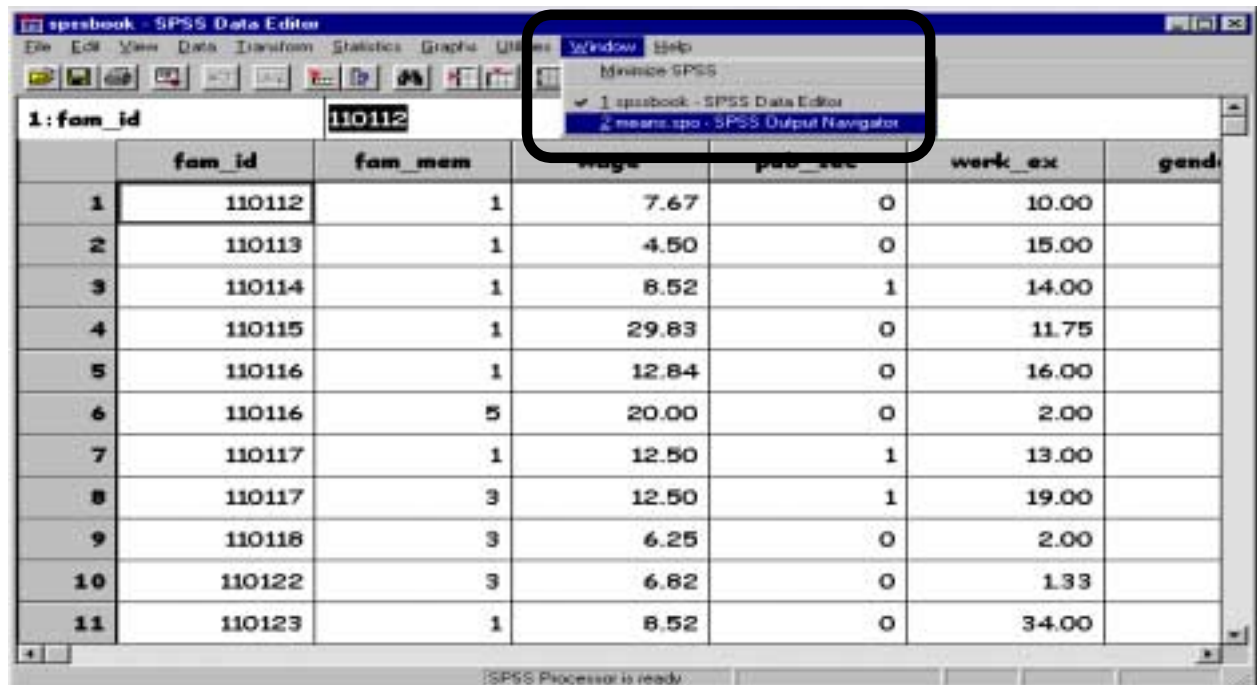 spssbook - SPSS Data Editor
File Edit View Data Transform Statistics Graphs Window Help
Minimize SPSS
1 spssbook - SPSS Data Editor
2 means.spo - SPSS Output Navigator
1:fam_id 110112
fam_id fam_mem wage pub_sec work_ex gend
1 110112 1 7.67 0 10.00
2 110113 1 4.50 0 15.00
3 110114 1 8.52 1 14.00
4 110115 1 29.83 0 11.75
5 110116 1 12.84 0 16.00
6 110116 5 20.00 0 2.00
7 110117 1 12.50 1 13.00
8 110117 3 12.50 1 19.00
9 110118 3 6.25 0 2.00
10 110122 3 6.82 0 1.33
11 110123 1 8.52 0 34.00
SPSS Processor is ready